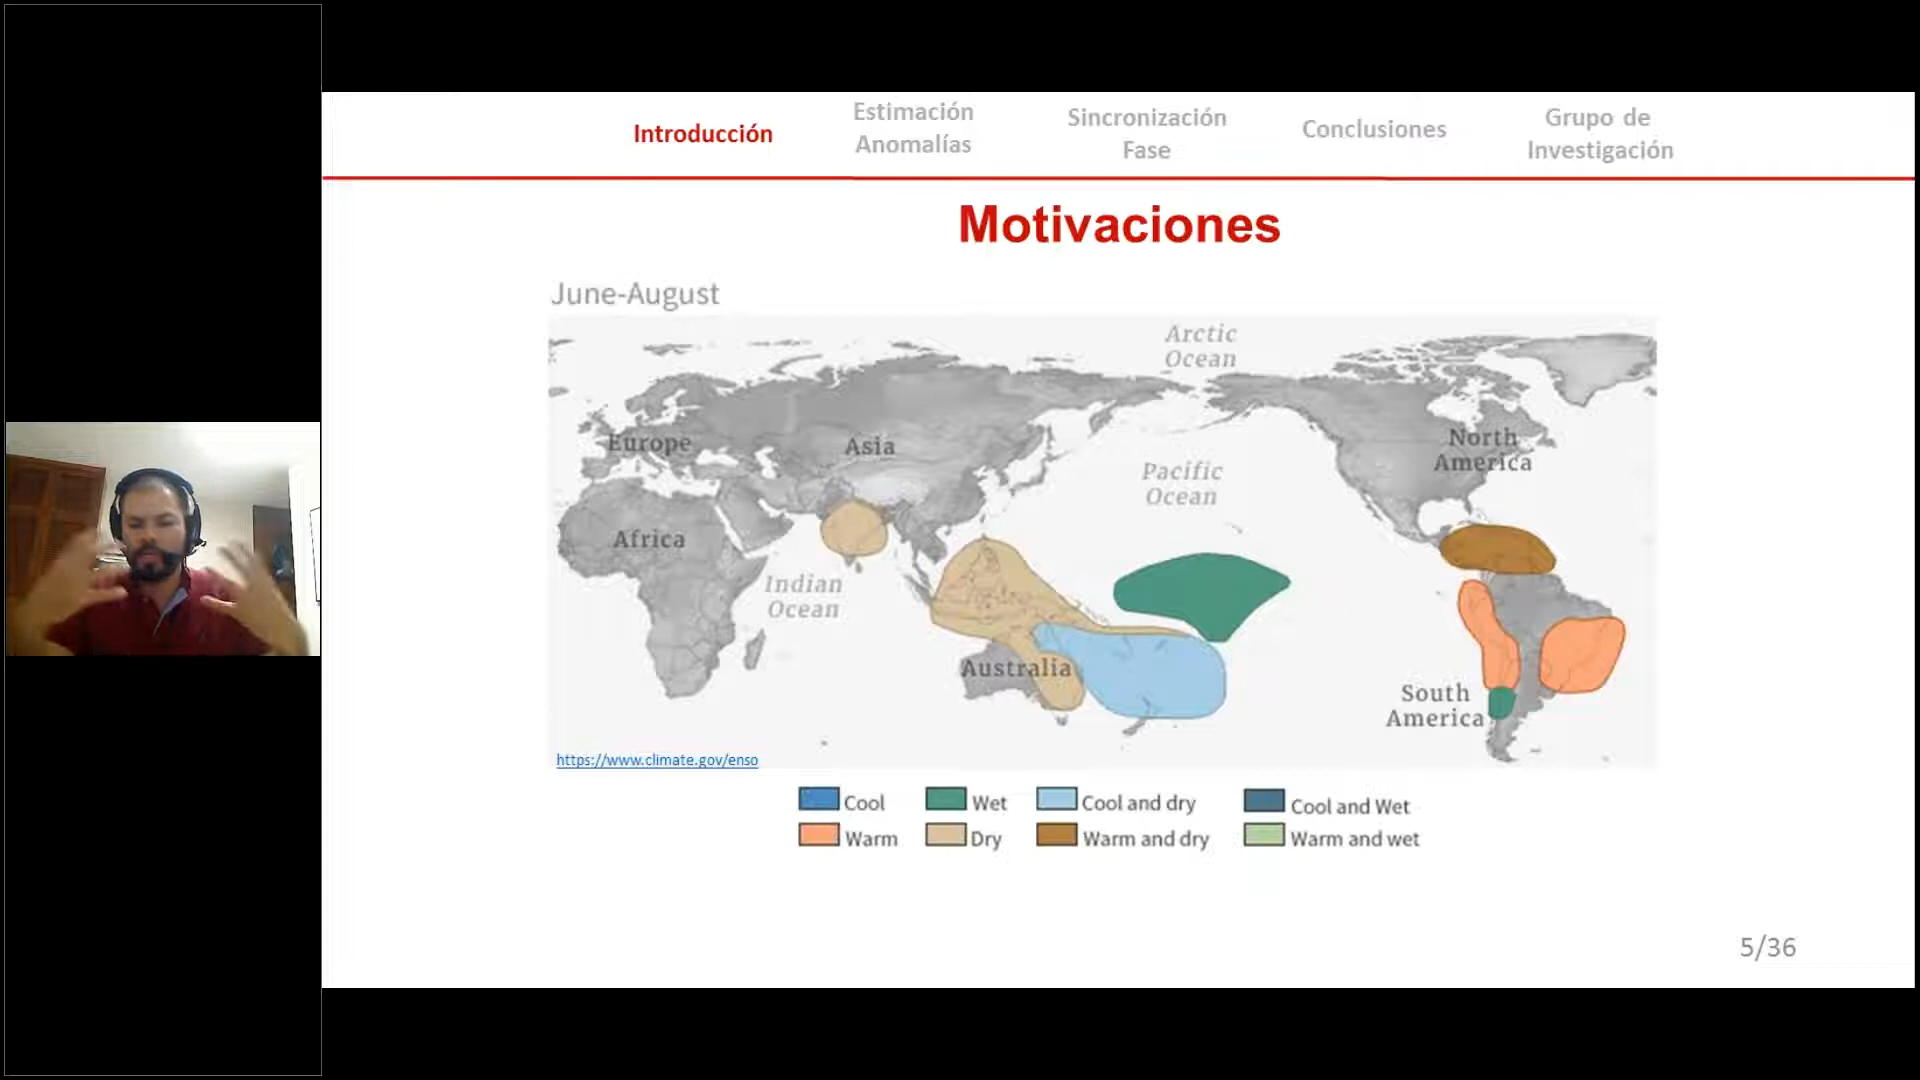 Introducción
Estimación
Anomalías
Sincronización
Fase
Conclusiones
Grupo de
Investigación
Motivaciones
June-August
Arctic
Ocean
Europe
Asia
North
America
Pacific
Ocean
Africa
Indian
Ocean
Australia
South
America
https://www.climate.gov/enso
Cool
Wet
Cool and dry
Cool and Wet
Warm
Dry
Warm and dry
Warm and wet
5/36